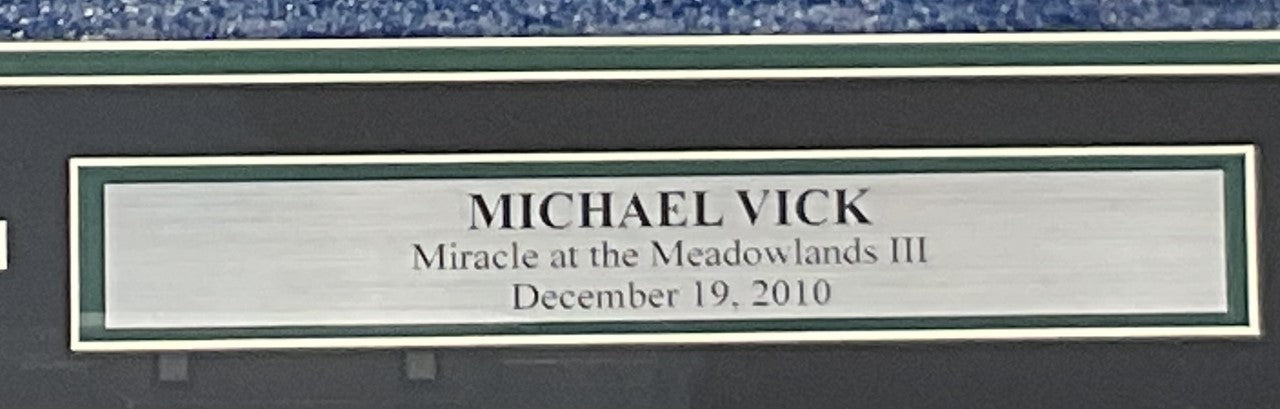 MICHAEL VICK
Miracle at the Meadowlands III
December 19, 2010